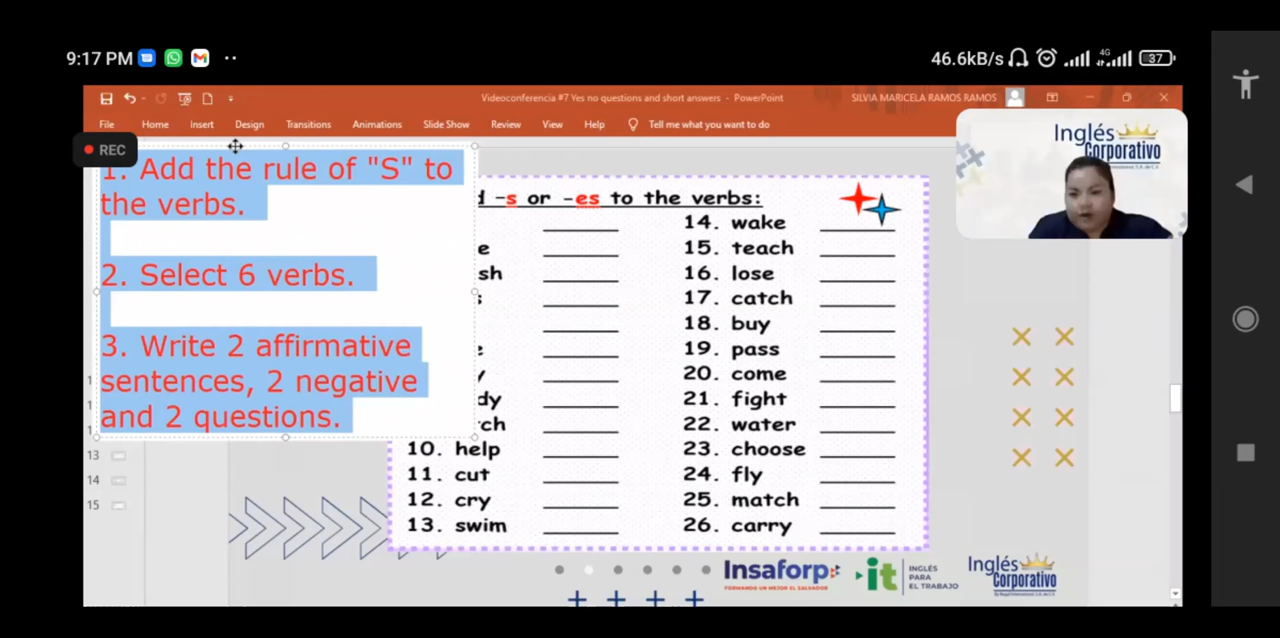 9:17 PM
46.6kB/s
4G
37
Videoconferencia #7 Yes no questions and short answers - PowerPoint
SILVIA MARICELA RAMOS RAMOS
File Home Insert Design Transitions Animations Slide Show Review View Help Tell me what you want to do
REC
1. Add the rule of "S" to
the verbs.
2. Select 6 verbs.
3. Write 2 affirmative
sentences, 2 negative
and 2 questions.
-s or -es to the verbs:
10. help
11. cut
12. cry
13. swim
14. wake
15. teach
16. lose
17. catch
18. buy
19. pass
20. come
21. fight
22. water
23. choose
24. fly
25. match
26. carry
13
14
15
Inglés
Corporativo
Insaforp
FORMANDO UN MEJOR EL SALVADOR
it
INGLÉS
PARA
EL TRABAJO
Inglés
Corporativo